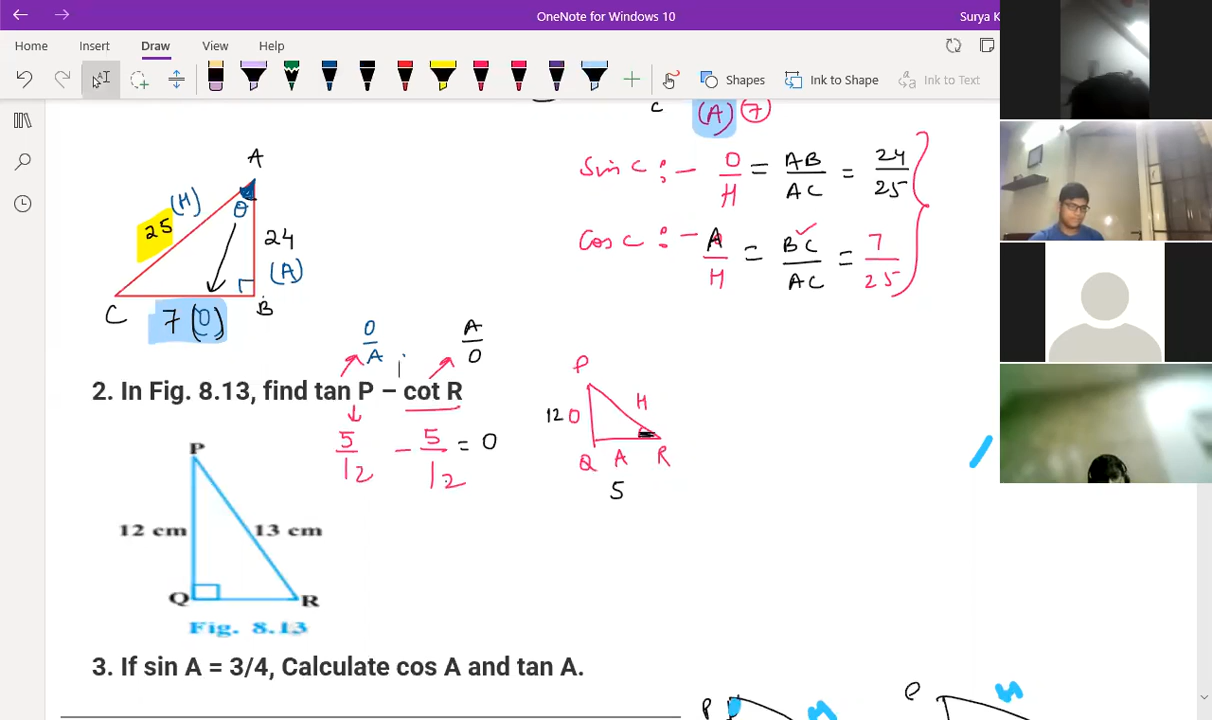 OneNote for Windows 10
Surya K
Home Insert Draw View Help
Shapes Ink to Shape Ink to Text
C (A) 7
Sin C :- O/H = AB/AC = 24/25
Cos C :- A/H = BC/AC = 7/25
A
(H)
25
θ
24
(A)
C
B
7 (O)
O/A
A/O
2. In Fig. 8.13, find tan P – cot R
5/12 - 5/12 = 0
P
H
12 O
Q A R
5
P
12 cm
13 cm
Q
R
Fig. 8.13
3. If sin A = 3/4, Calculate cos A and tan A.
P